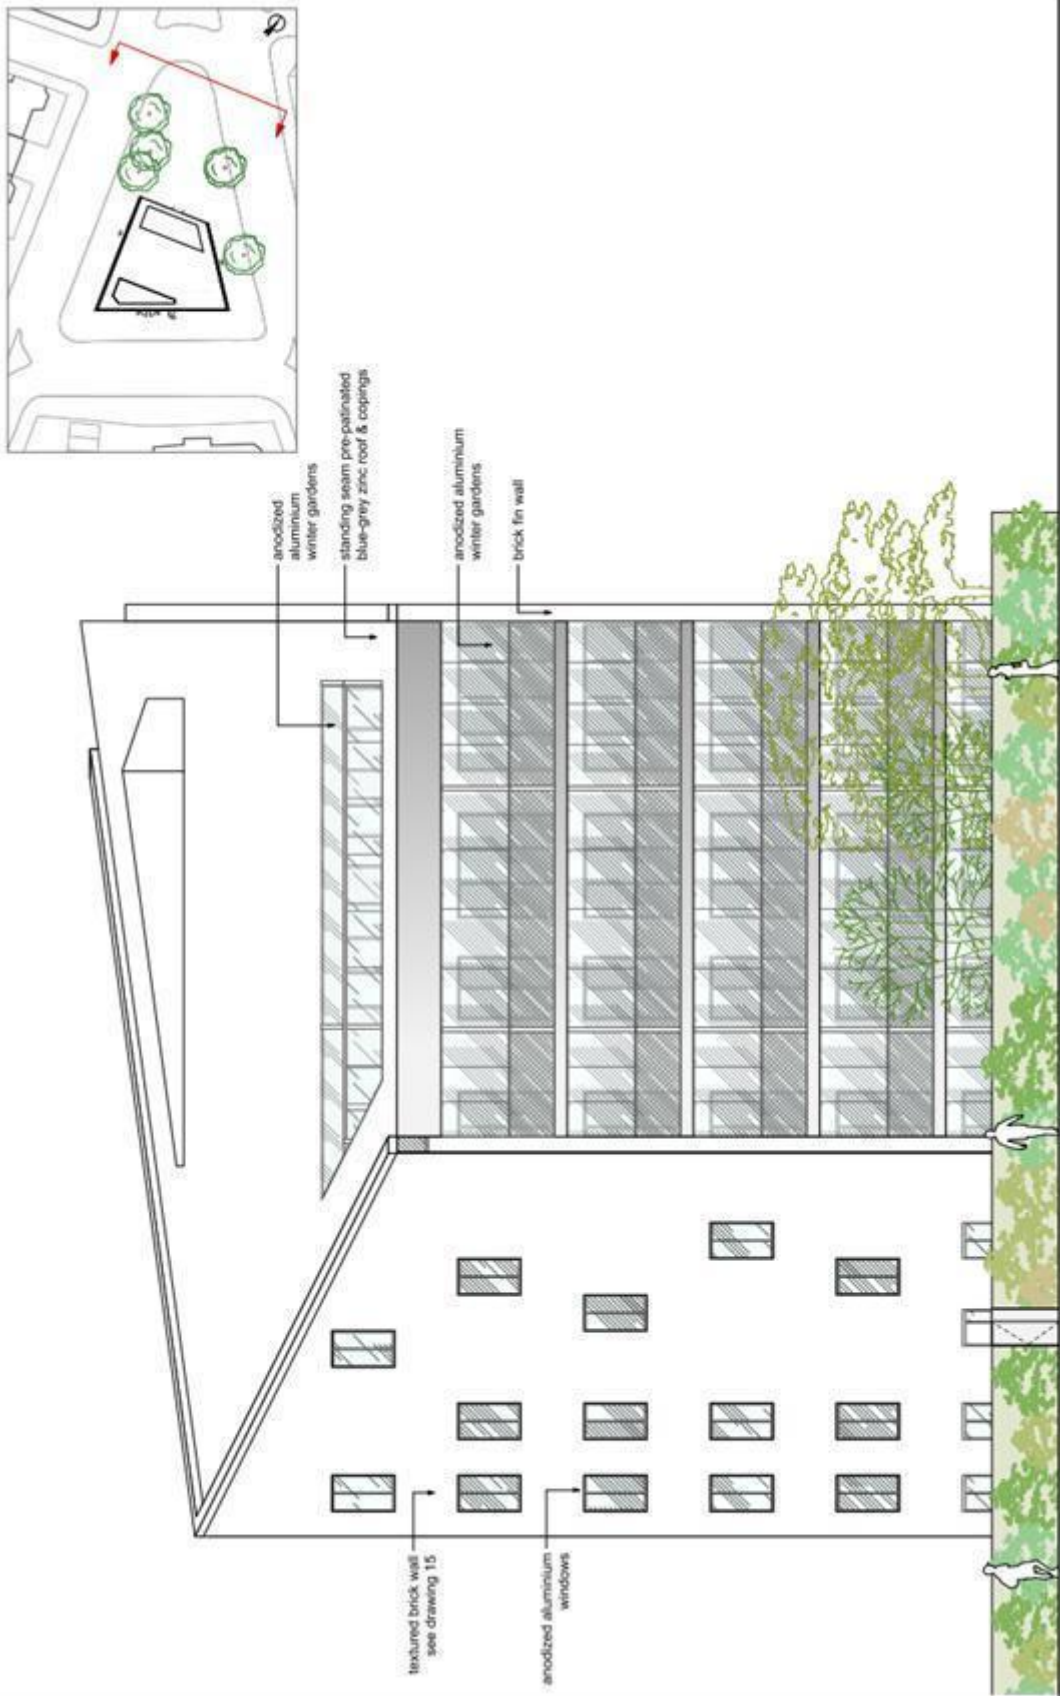 textured brick wall
see drawing 15
anodized aluminium
windows
anodized
aluminium
winter gardens
standing seam pre-patinated
blue-grey zinc roof & copings
anodized aluminium
winter gardens
brick fin wall